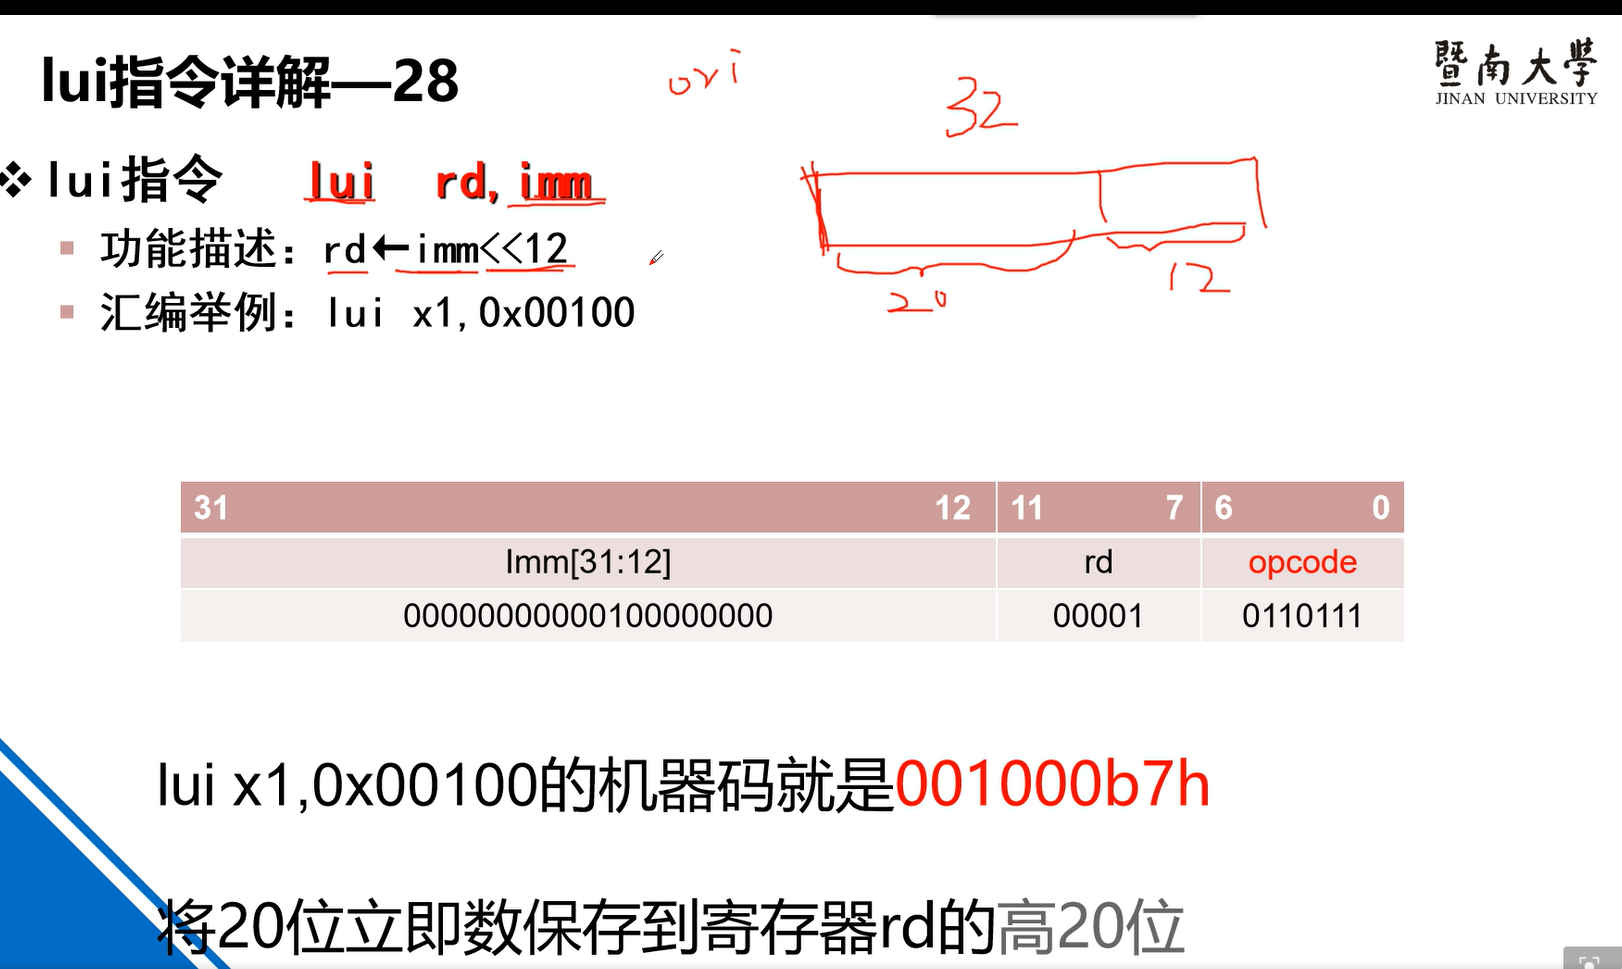 lui指令详解—28
ori
32
暨南大学
JINAN UNIVERSITY
❖ lui指令 lui rd, imm
▪ 功能描述：rd←imm<<12
▪ 汇编举例：lui x1,0x00100
20
12
31 12 11 7 6 0
Imm[31:12] rd opcode
00000000000100000000 00001 0110111
lui x1,0x00100的机器码就是001000b7h
将20位立即数保存到寄存器rd的高20位